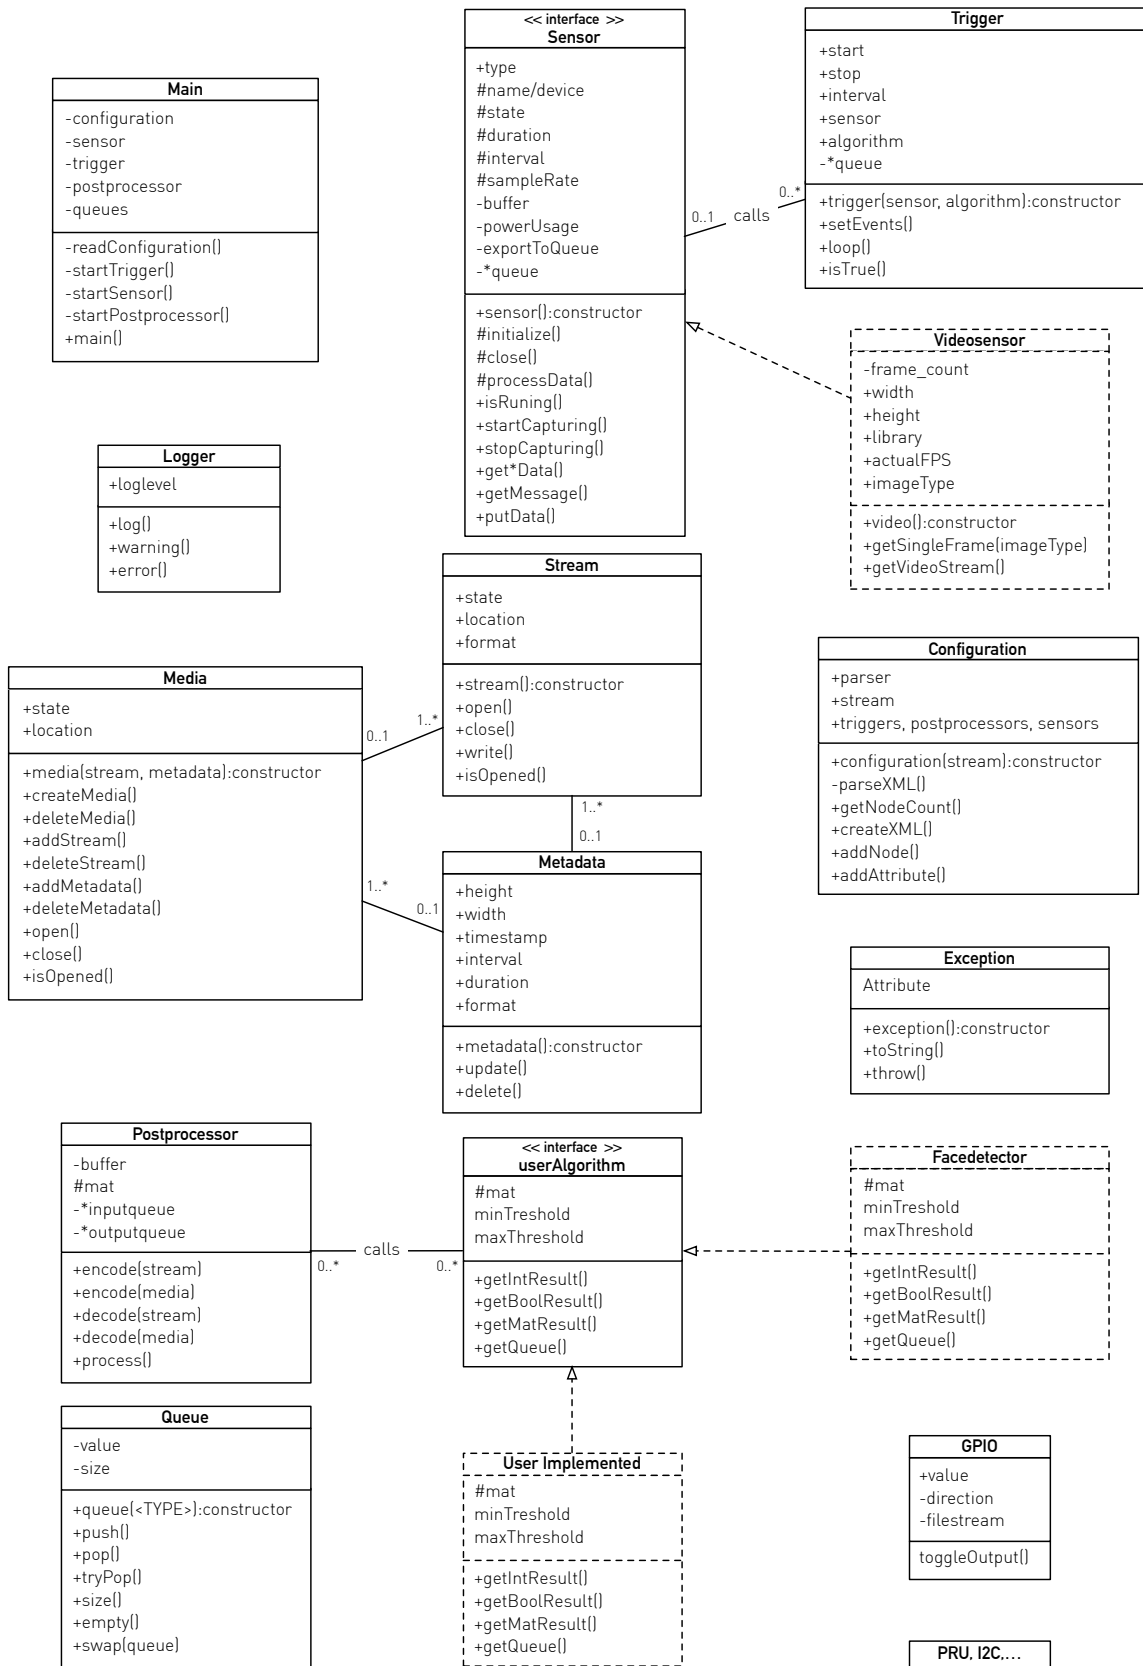 << interface >>
Sensor
+type
#name/device
#state
#duration
#interval
#sampleRate
-buffer
-powerUsage
-exportToQueue
-*queue
+sensor():constructor
#initialize()
#close()
#processData()
+isRuning()
+startCapturing()
+stopCapturing()
+get*Data()
+getMessage()
+putData()
Trigger
+start
+stop
+interval
+sensor
+algorithm
-*queue
+trigger(sensor, algorithm):constructor
+setEvents()
+loop()
+isTrue()
0..1
calls
0..*
Main
-configuration
-sensor
-trigger
-postprocessor
-queues
-readConfiguration()
-startTrigger()
-startSensor()
-startPostprocessor()
+main()
Videosensor
-frame_count
+width
+height
+library
+actualFPS
+imageType
+video():constructor
+getSingleFrame(imageType)
+getVideoStream()
Logger
+loglevel
+log()
+warning()
+error()
Stream
+state
+location
+format
+stream():constructor
+open()
+close()
+write()
+isOpened()
Media
+state
+location
+media(stream, metadata):constructor
+createMedia()
+deleteMedia()
+addStream()
+deleteStream()
+addMetadata()
+deleteMetadata()
+open()
+close()
+isOpened()
0..1
1..*
1..*
0..1
1..*
0..1
Metadata
+height
+width
+timestamp
+interval
+duration
+format
+metadata():constructor
+update()
+delete()
Configuration
+parser
+stream
+triggers, postprocessors, sensors
+configuration(stream):constructor
-parseXML()
+getNodeCount()
+createXML()
+addNode()
+addAttribute()
Exception
Attribute
+exception():constructor
+toString()
+throw()
Postprocessor
-buffer
#mat
-*inputqueue
-*outputqueue
+encode(stream)
+encode(media)
+decode(stream)
+decode(media)
+process()
0..*
calls
0..*
<< interface >>
userAlgorithm
#mat
minTreshold
maxThreshold
+getIntResult()
+getBoolResult()
+getMatResult()
+getQueue()
Facedetector
#mat
minTreshold
maxThreshold
+getIntResult()
+getBoolResult()
+getMatResult()
+getQueue()
Queue
-value
-size
+queue(<TYPE>):constructor
+push()
+pop()
+tryPop()
+size()
+empty()
+swap(queue)
User Implemented
#mat
minTreshold
maxThreshold
+getIntResult()
+getBoolResult()
+getMatResult()
+getQueue()
GPIO
+value
-direction
-filestream
toggleOutput()
PRU, I2C,...